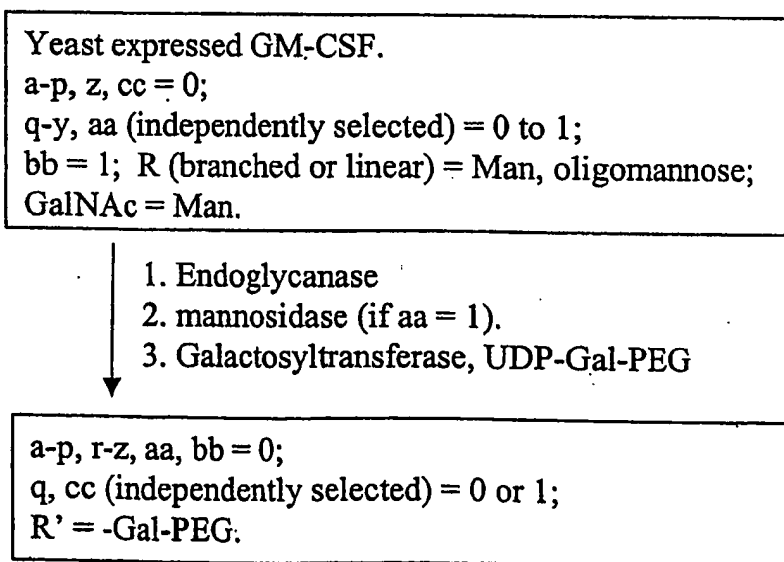 Yeast expressed GM-CSF.
a-p, z, cc = 0;
q-y, aa (independently selected) = 0 to 1;
bb = 1; R (branched or linear) = Man, oligomannose;
GalNAc = Man.
1. Endoglycanase
2. mannosidase (if aa = 1).
3. Galactosyltransferase, UDP-Gal-PEG
a-p, r-z, aa, bb = 0;
q, cc (independently selected) = 0 or 1;
R' = -Gal-PEG.